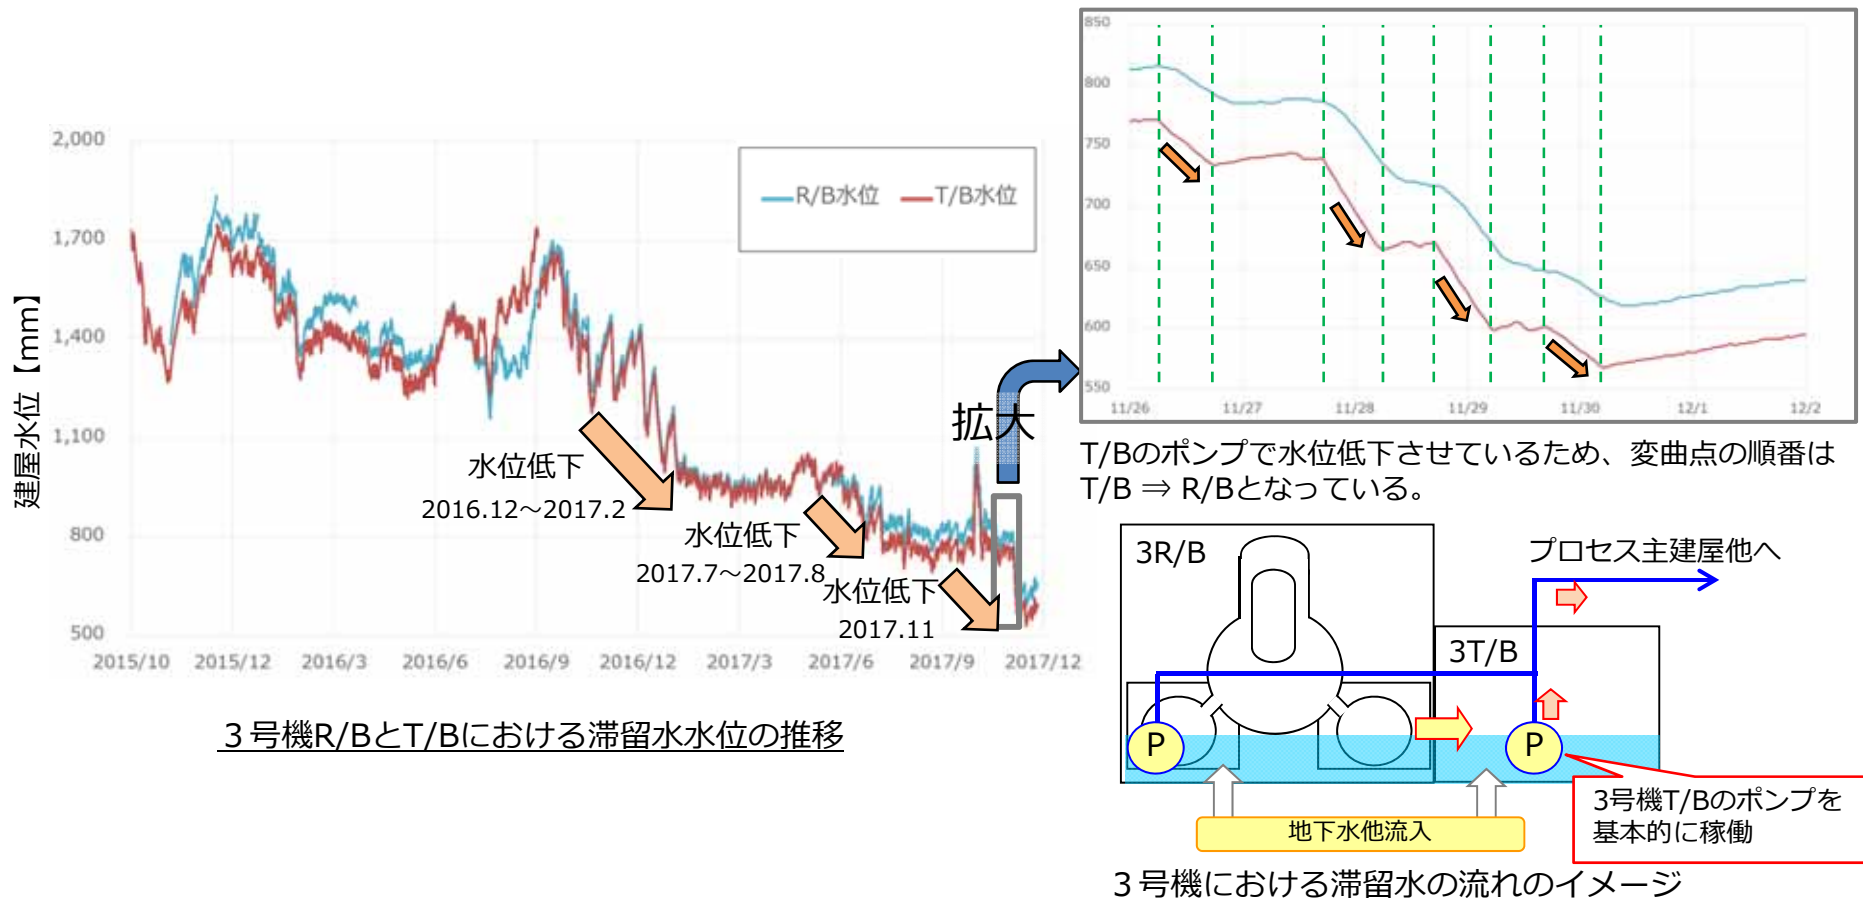 建屋水位【mm】
2,000
1,700
1,400
1,100
800
500
R/B水位
T/B水位
拡大
水位低下
2016.12~2017.2
水位低下
2017.7~2017.8
水位低下
2017.11
2015/10 2015/12 2016/3 2016/6 2016/9 2016/12 2017/3 2017/6 2017/9 2017/12
３号機R/BとT/Bにおける滞留水水位の推移
850
800
750
700
650
600
550
11/26 11/27 11/28 11/29 11/30 12/1 12/2
T/Bのポンプで水位低下させているため、変曲点の順番は
T/B ⇒ R/Bとなっている。
3R/B
プロセス主建屋他へ
3T/B
P
P
地下水他流入
3号機T/Bのポンプを
基本的に稼働
３号機における滞留水の流れのイメージ